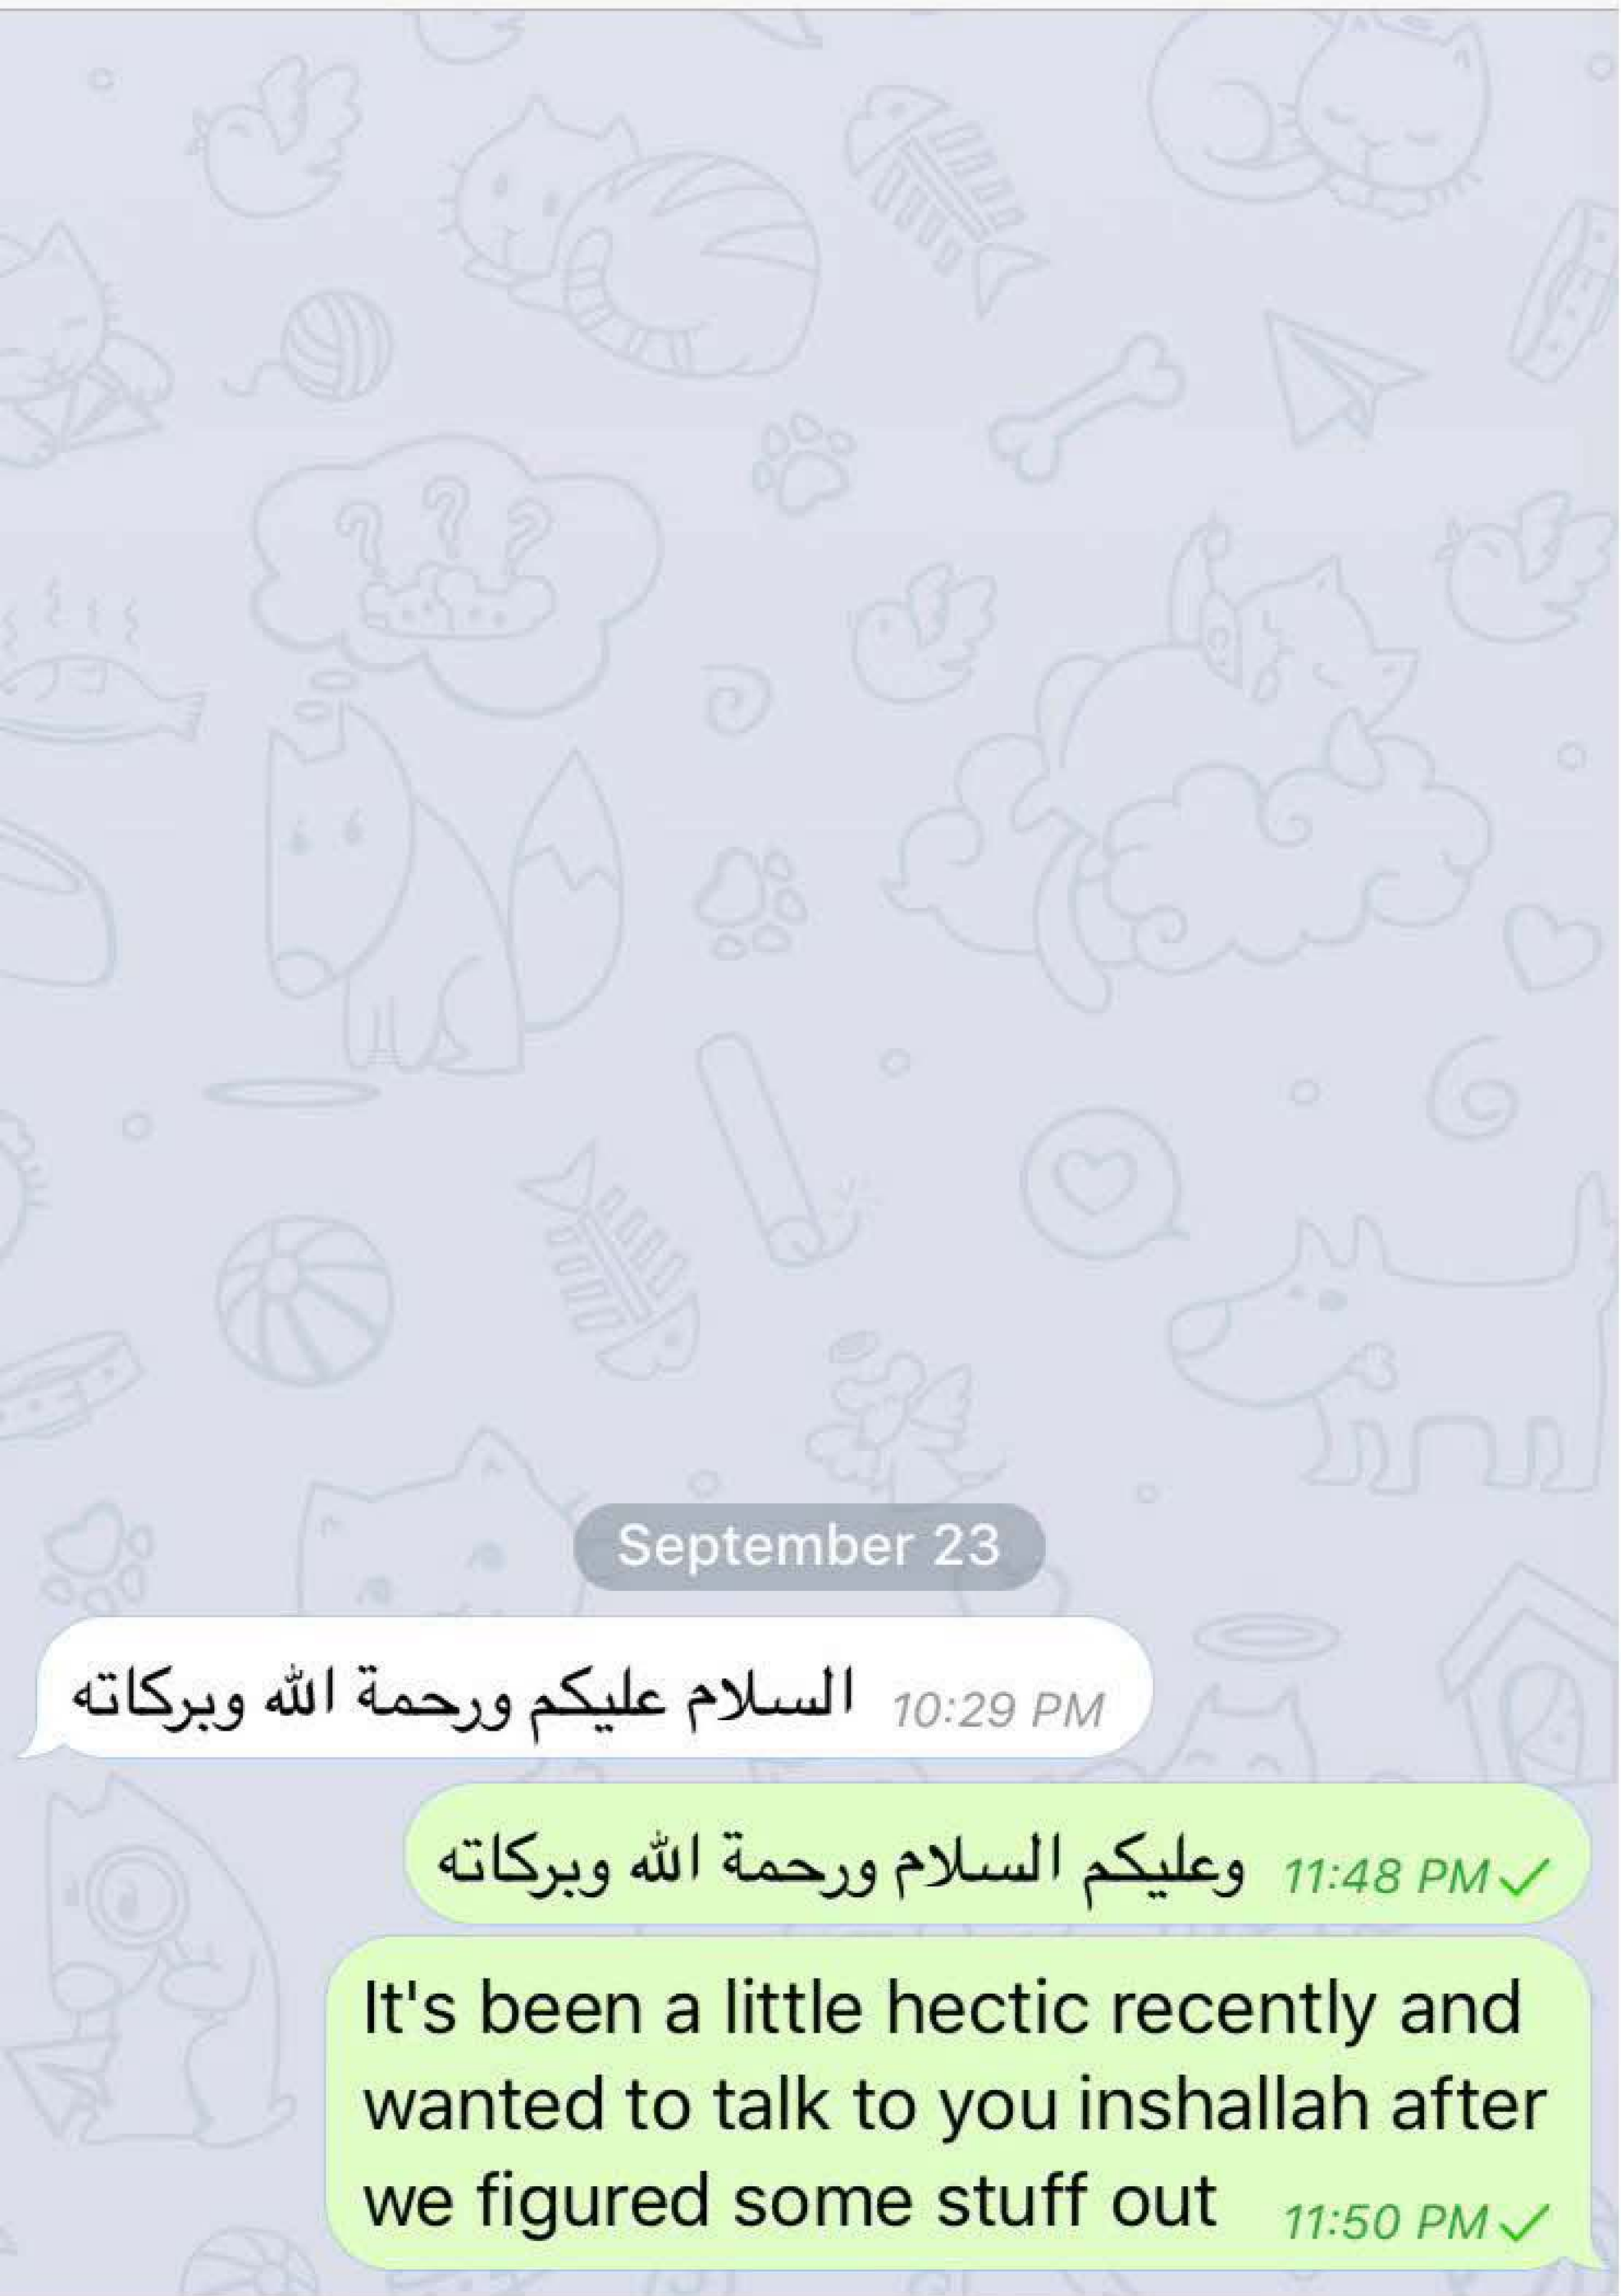 September 23
السلام عليكم ورحمة الله وبركاته 10:29 PM
وعليكم السلام ورحمة الله وبركاته 11:48 PM
It's been a little hectic recently and
wanted to talk to you inshallah after
we figured some stuff out 11:50 PM
? ? ?